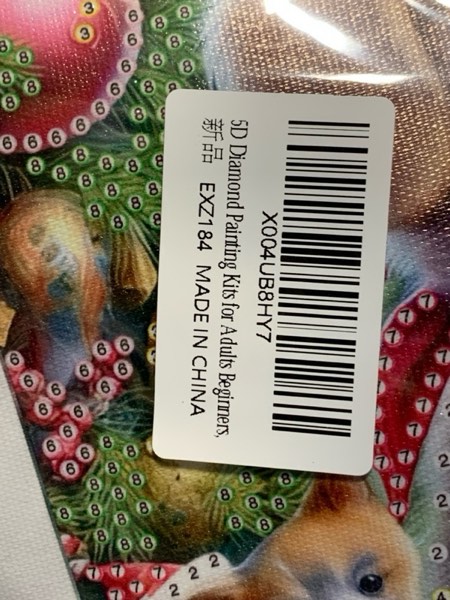 X004UB8HY7
5D Diamond Painting Kits for Adults Beginners,
新品 EXZ184 MADE IN CHINA